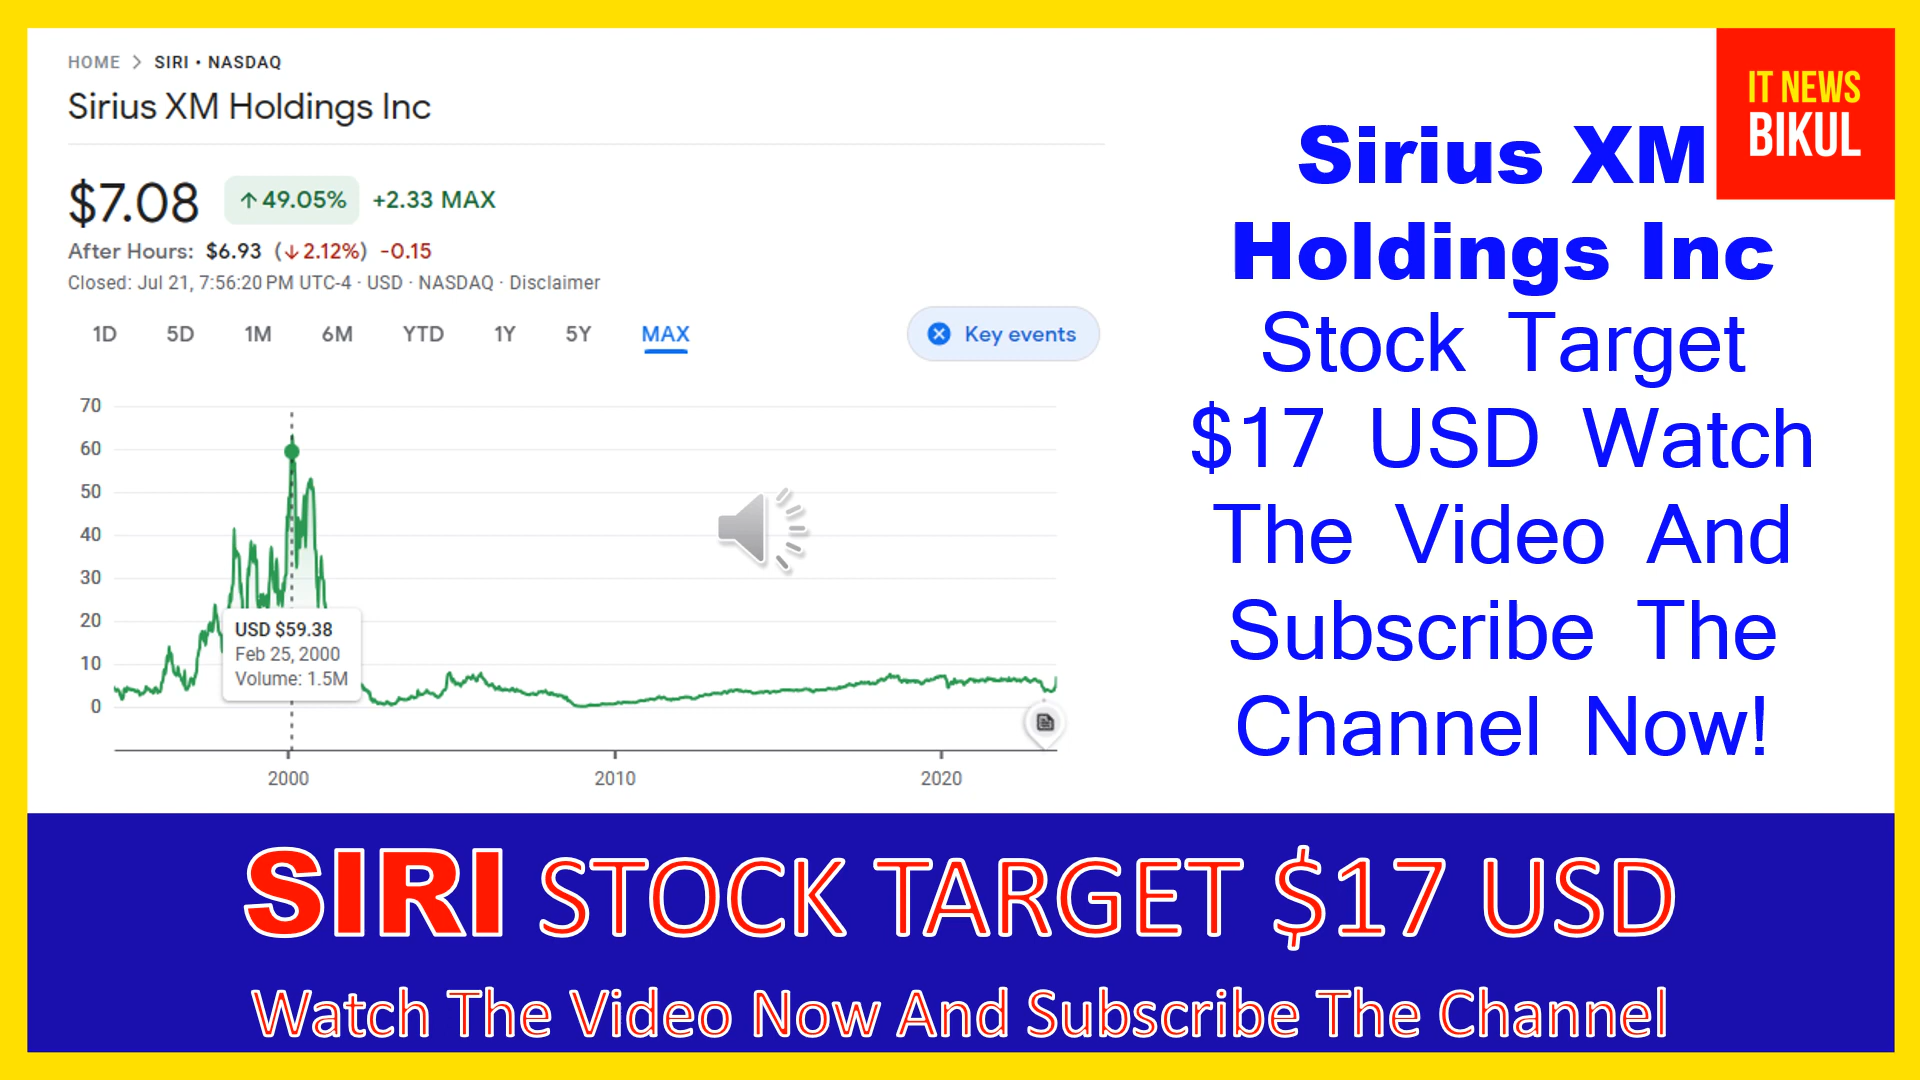 HOME > SIRI • NASDAQ
Sirius XM Holdings Inc
$7.08 ↑49.05% +2.33 MAX
After Hours: $6.93 (↓2.12%) -0.15
Closed: Jul 21, 7:56:20 PM UTC-4 · USD · NASDAQ · Disclaimer
1D 5D 1M 6M YTD 1Y 5Y MAX
Key events
70
60
50
40
30
20
10
0
USD $59.38
Feb 25, 2000
Volume: 1.5M
2000 2010 2020
IT NEWS
BIKUL
Sirius XM
Holdings Inc
Stock Target
$17 USD Watch
The Video And
Subscribe The
Channel Now!
SIRI STOCK TARGET $17 USD
Watch The Video Now And Subscribe The Channel